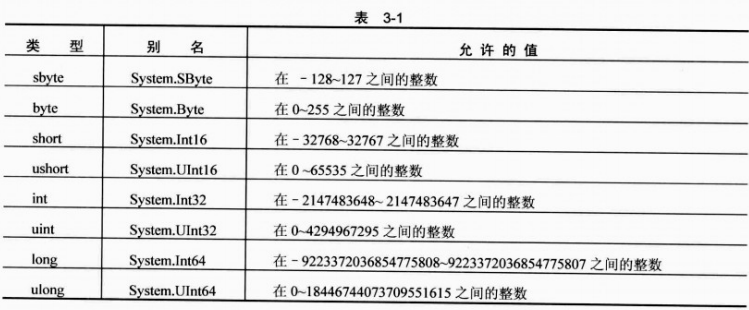 表 3-1
类 型 别 名 允 许 的 值
sbyte System.SByte 在 -128~127 之间的整数
byte System.Byte 在 0~255 之间的整数
short System.Int16 在 -32768~32767 之间的整数
ushort System.UInt16 在 0 ~65535 之间的整数
int System.Int32 在 -2147483648~ 2147483647 之间的整数
uint System.UInt32 在 0~4294967295 之间的整数
long System.Int64 在 -9223372036854775808~9223372036854775807 之间的整数
ulong System.UInt64 在 0~18446744073709551615 之间的整数